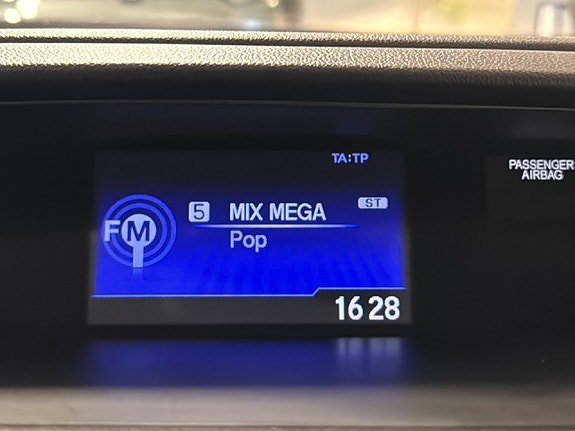 TA:TP
PASSENGER
AIRBAG
FM
5 MIX MEGA ST
Pop
16 28